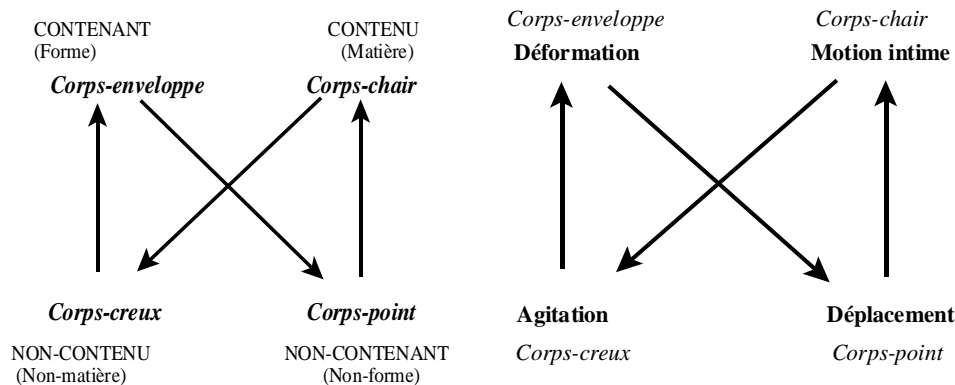 CONTENANT
(Forme)
Corps-enveloppe
CONTENU
(Matière)
Corps-chair
Corps-creux
NON-CONTENU
(Non-matière)
Corps-point
NON-CONTENANT
(Non-forme)
Corps-enveloppe
Déformation
Corps-chair
Motion intime
Agitation
Corps-creux
Déplacement
Corps-point